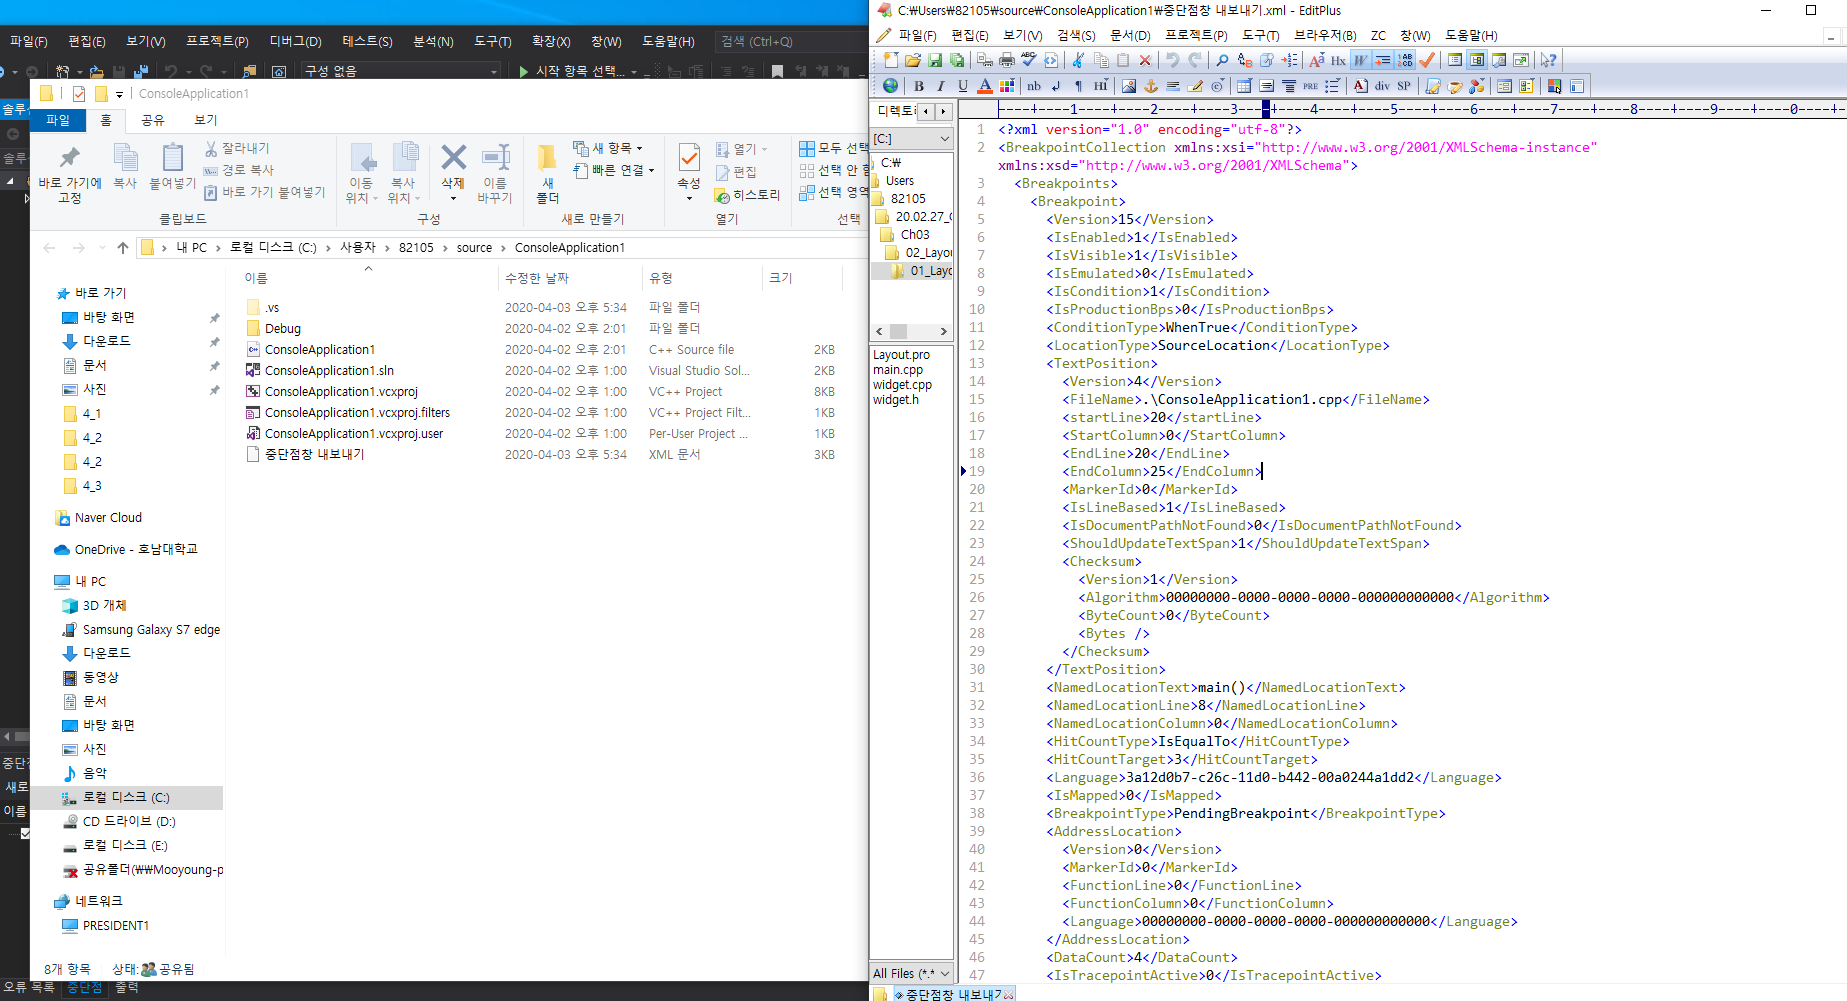 파일(F) 편집(E) 보기(V) 프로젝트(P) 디버그(D) 테스트(S) 분석(N) 도구(T) 확장(X) 창(W) 도움말(H) 검색 (Ctrl+Q)
구성 없음 시작 항목 선택...
ConsoleApplication1
파일 홈 공유 보기
바로 가기에 고정
복사
붙여넣기
잘라내기
경로 복사
바로 가기 붙여넣기
클립보드
이동 위치
복사 위치
삭제
이름 바꾸기
구성
새 폴더
새 항목
빠른 연결
새로 만들기
속성
열기
편집
히스토리
열기
모두 선택
선택 안 함
선택 영역
선택
내 PC 로컬 디스크 (C:) 사용자 82105 source ConsoleApplication1
이름 수정한 날짜 유형 크기
.vs 2020-04-03 오후 5:34 파일 폴더
Debug 2020-04-02 오후 2:01 파일 폴더
ConsoleApplication1 2020-04-02 오후 2:01 C++ Source file 2KB
ConsoleApplication1.sln 2020-04-02 오후 1:00 Visual Studio Sol... 2KB
ConsoleApplication1.vcxproj 2020-04-02 오후 1:00 VC++ Project 8KB
ConsoleApplication1.vcxproj.filters 2020-04-02 오후 1:00 VC++ Project Filt... 1KB
ConsoleApplication1.vcxproj.user 2020-04-02 오후 1:00 Per-User Project ... 1KB
중단점창 내보내기 2020-04-03 오후 5:34 XML 문서 3KB
바로 가기
바탕 화면
다운로드
문서
사진
4_1
4_2
4_2
4_3
Naver Cloud
OneDrive - 호남대학교
내 PC
3D 개체
Samsung Galaxy S7 edge
다운로드
동영상
문서
바탕 화면
사진
음악
로컬 디스크 (C:)
CD 드라이브 (D:)
로컬 디스크 (E:)
공유폴더(₩₩Mooyoung-p
네트워크
PRESIDENT1
8개 항목 상태: 공유됨
오류 목록 중단점 출력
C:₩Users₩82105₩source₩ConsoleApplication1₩중단점창 내보내기.xml - EditPlus
파일(F) 편집(E) 보기(V) 검색(S) 문서(D) 프로젝트(P) 도구(T) 브라우저(B) ZC 창(W) 도움말(H)
디렉토리
[C:]
C:₩
Users
82105
20.02.27_
Ch03
02_Layou
01_Layc
Layout.pro
main.cpp
widget.cpp
widget.h
All Files (*.*
중단점창 내보내기
----+----1----+----2----+----3----+----4----+----5----+----6----+----7----+----8----+----9----+----0----+-
1 <?xml version="1.0" encoding="utf-8"?>
2 <BreakpointCollection xmlns:xsi="http://www.w3.org/2001/XMLSchema-instance"
xmlns:xsd="http://www.w3.org/2001/XMLSchema">
3 <Breakpoints>
4 <Breakpoint>
5 <Version>15</Version>
6 <IsEnabled>1</IsEnabled>
7 <IsVisible>1</IsVisible>
8 <IsEmulated>0</IsEmulated>
9 <IsCondition>1</IsCondition>
10 <IsProductionBps>0</IsProductionBps>
11 <ConditionType>WhenTrue</ConditionType>
12 <LocationType>SourceLocation</LocationType>
13 <TextPosition>
14 <Version>4</Version>
15 <FileName>.\ConsoleApplication1.cpp</FileName>
16 <startLine>20</startLine>
17 <StartColumn>0</StartColumn>
18 <EndLine>20</EndLine>
19 <EndColumn>25</EndColumn>
20 <MarkerId>0</MarkerId>
21 <IsLineBased>1</IsLineBased>
22 <IsDocumentPathNotFound>0</IsDocumentPathNotFound>
23 <ShouldUpdateTextSpan>1</ShouldUpdateTextSpan>
24 <Checksum>
25 <Version>1</Version>
26 <Algorithm>00000000-0000-0000-0000-000000000000</Algorithm>
27 <ByteCount>0</ByteCount>
28 <Bytes />
29 </Checksum>
30 </TextPosition>
31 <NamedLocationText>main()</NamedLocationText>
32 <NamedLocationLine>8</NamedLocationLine>
33 <NamedLocationColumn>0</NamedLocationColumn>
34 <HitCountType>IsEqualTo</HitCountType>
35 <HitCountTarget>3</HitCountTarget>
36 <Language>3a12d0b7-c26c-11d0-b442-00a0244a1dd2</Language>
37 <IsMapped>0</IsMapped>
38 <BreakpointType>PendingBreakpoint</BreakpointType>
39 <AddressLocation>
40 <Version>0</Version>
41 <MarkerId>0</MarkerId>
42 <FunctionLine>0</FunctionLine>
43 <FunctionColumn>0</FunctionColumn>
44 <Language>00000000-0000-0000-0000-000000000000</Language>
45 </AddressLocation>
46 <DataCount>4</DataCount>
47 <IsTracepointActive>0</IsTracepointActive>